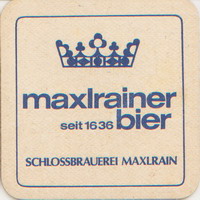 maxlrainer
seit 1636 bier
SCHLOSSBRAUEREI MAXLRAIN